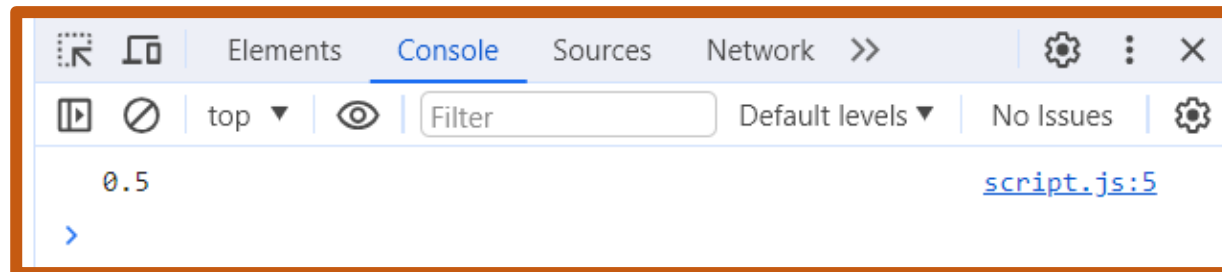 Elements Console Sources Network
top Filter Default levels No Issues
0.5 script.js:5